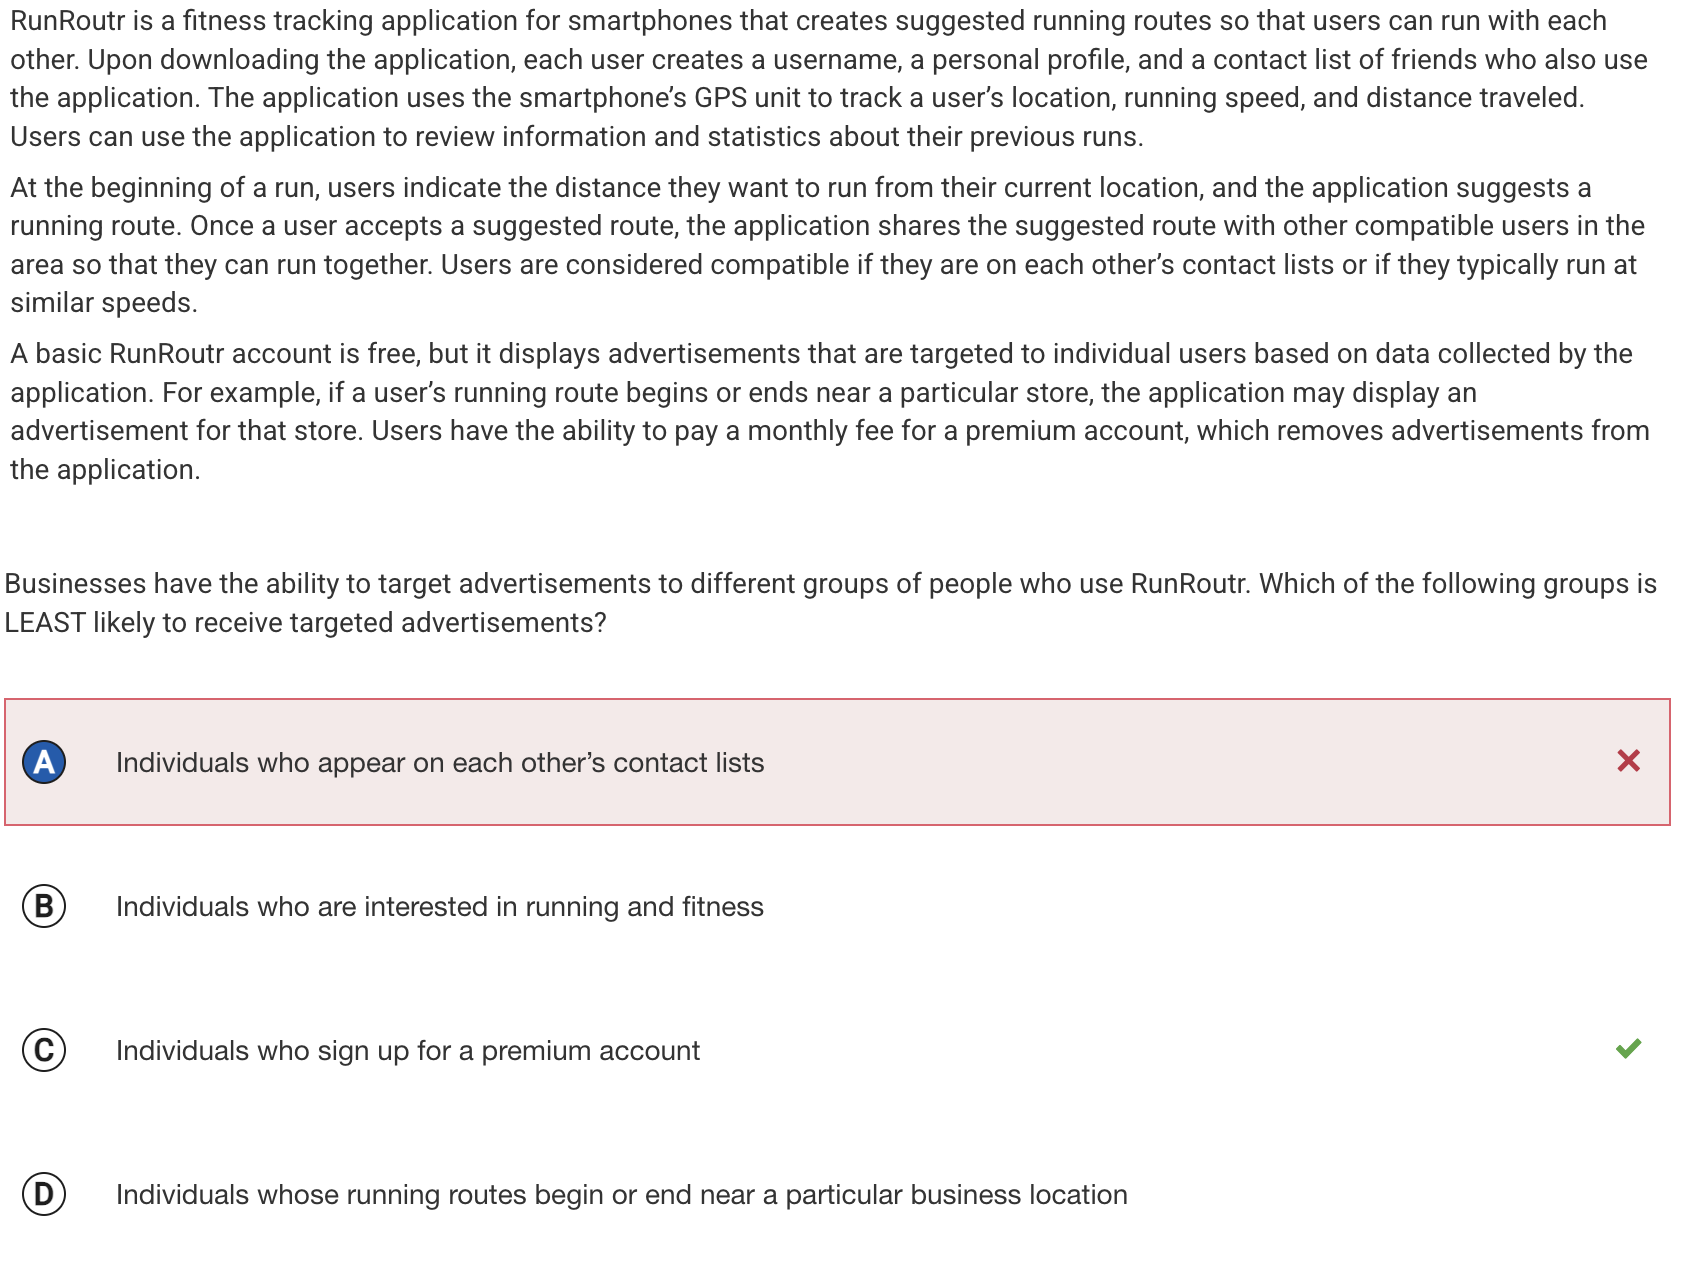 RunRoutr is a fitness tracking application for smartphones that creates suggested running routes so that users can run with each
other. Upon downloading the application, each user creates a username, a personal profile, and a contact list of friends who also use
the application. The application uses the smartphone’s GPS unit to track a user’s location, running speed, and distance traveled.
Users can use the application to review information and statistics about their previous runs.
At the beginning of a run, users indicate the distance they want to run from their current location, and the application suggests a
running route. Once a user accepts a suggested route, the application shares the suggested route with other compatible users in the
area so that they can run together. Users are considered compatible if they are on each other’s contact lists or if they typically run at
similar speeds.
A basic RunRoutr account is free, but it displays advertisements that are targeted to individual users based on data collected by the
application. For example, if a user’s running route begins or ends near a particular store, the application may display an
advertisement for that store. Users have the ability to pay a monthly fee for a premium account, which removes advertisements from
the application.
Businesses have the ability to target advertisements to different groups of people who use RunRoutr. Which of the following groups is
LEAST likely to receive targeted advertisements?
A Individuals who appear on each other’s contact lists
B Individuals who are interested in running and fitness
C Individuals who sign up for a premium account
D Individuals whose running routes begin or end near a particular business location